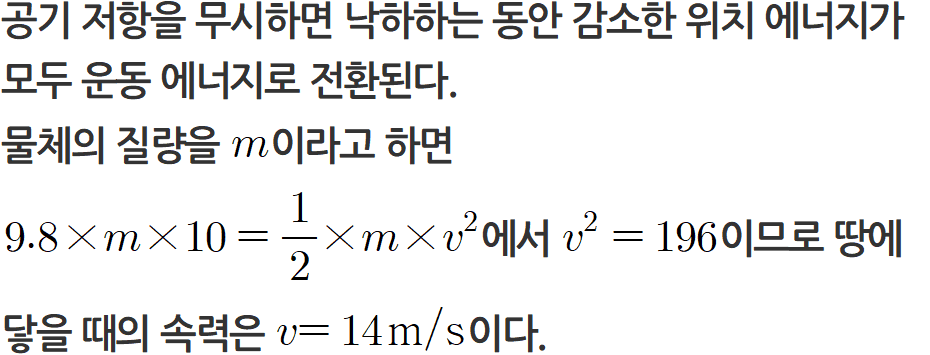 공기 저항을 무시하면 낙하하는 동안 감소한 위치 에너지가
모두 운동 에너지로 전환된다.
물체의 질량을 m이라고 하면
9.8×m×10=\frac{1}{2}×m×v²에서 v²=196이므로 땅에
닿을 때의 속력은 v=14m/s이다.